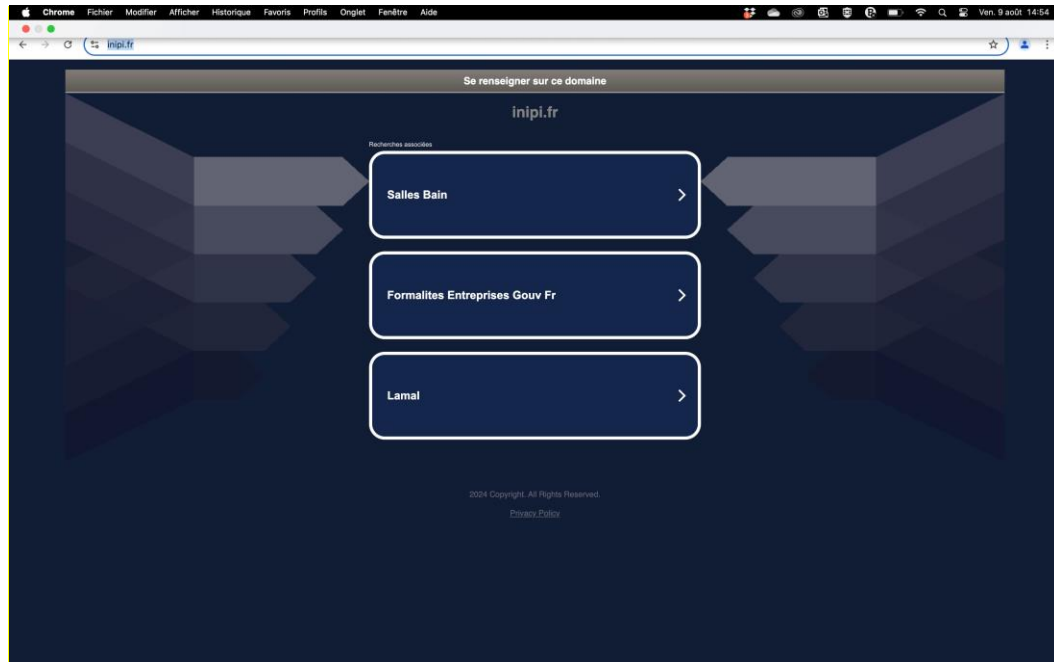 Chrome Fichier Modifier Afficher Historique Favoris Profils Onglet Fenêtre Aide Ven. 9 août 14:54
inipi.fr
Se renseigner sur ce domaine
inipi.fr
Recherches associées
Salles Bain
Formalites Entreprises Gouv Fr
Lamal
2024 Copyright. All Rights Reserved.
Privacy Policy